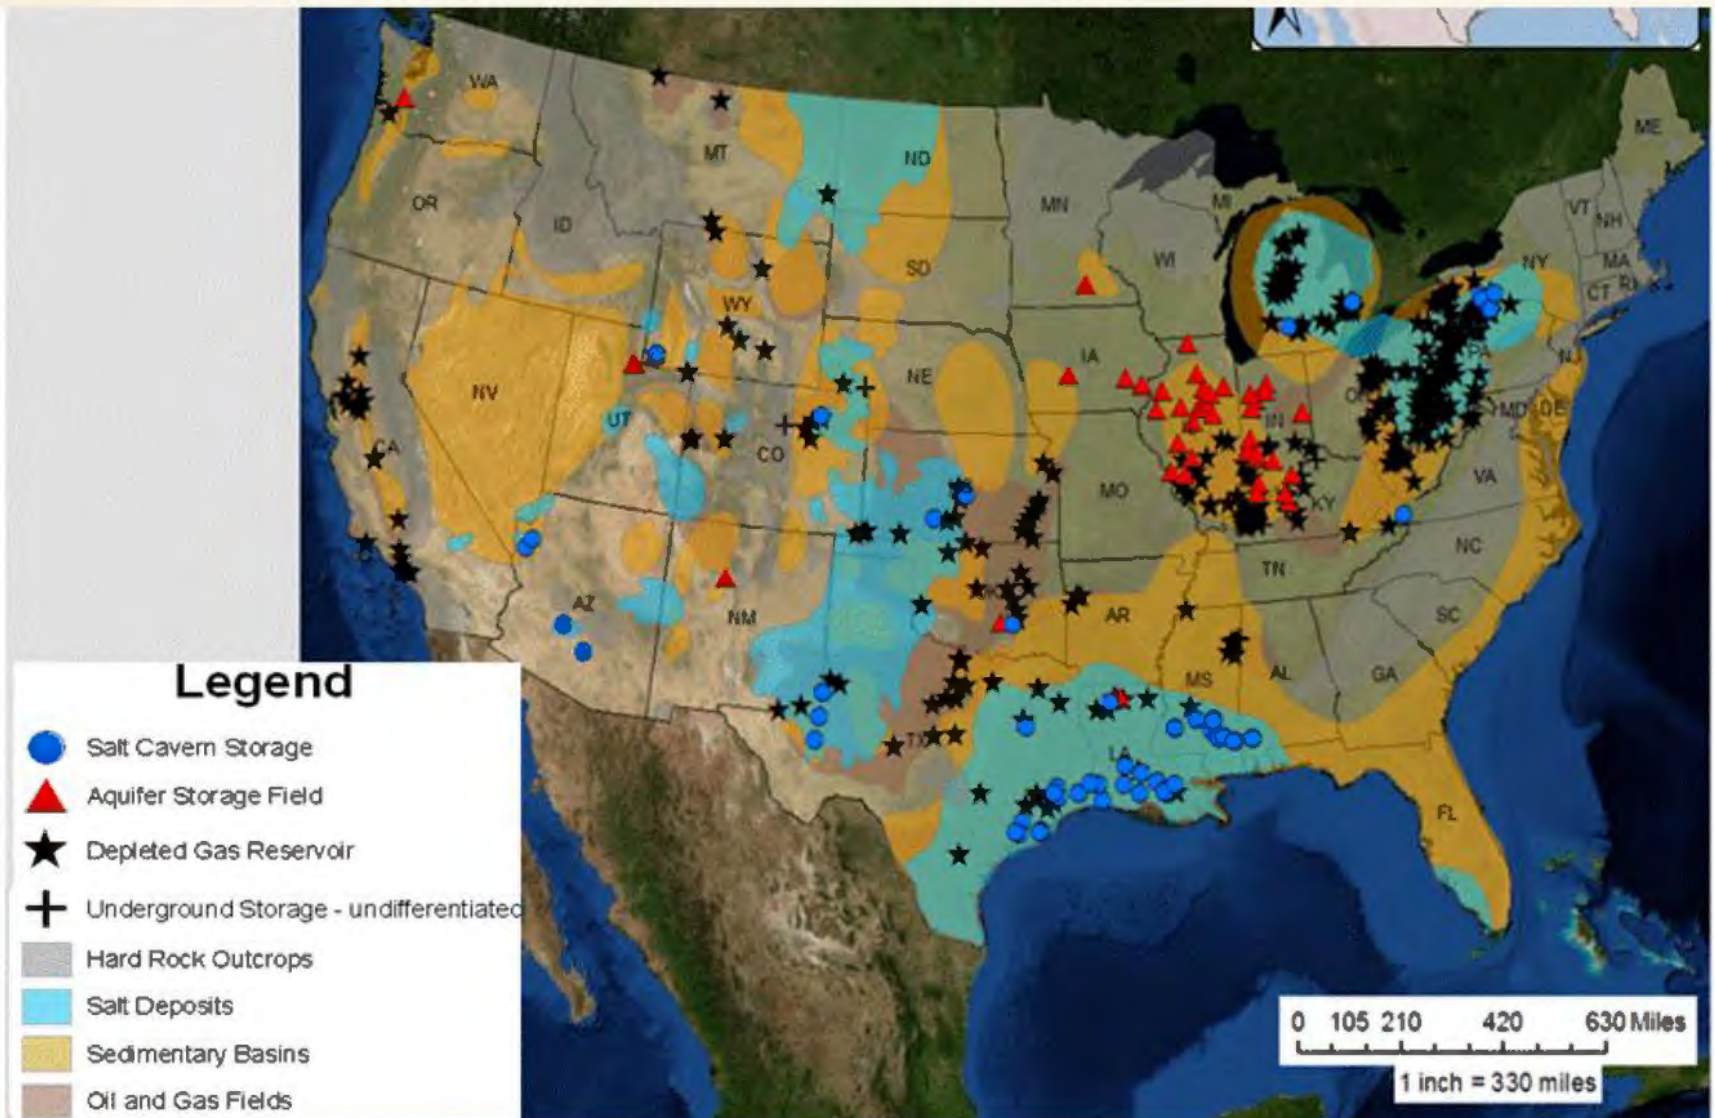 WA
MT
ND
ME
OR
ID
MN
MI
VT
NH
SD
WI
NY
MA
CT
RI
WY
IA
NE
PA
NJ
NV
UT
IN
MD
DE
CA
CO
MO
KY
VA
AZ
NM
TN
NC
AR
SC
MS
AL
GA
TX
LA
FL
Legend
Salt Cavern Storage
Aquifer Storage Field
Depleted Gas Reservoir
Underground Storage - undifferentiated
Hard Rock Outcrops
Salt Deposits
Sedimentary Basins
Oil and Gas Fields
0 105 210 420 630 Miles
1 inch = 330 miles